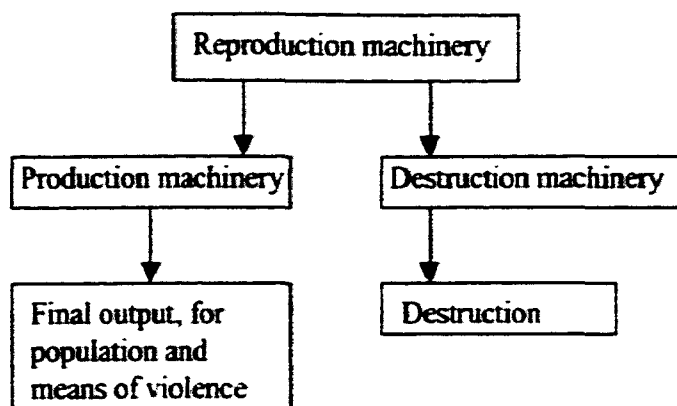 Reproduction machinery
Production machinery
Destruction machinery
Final output, for
population and
means of violence
Destruction